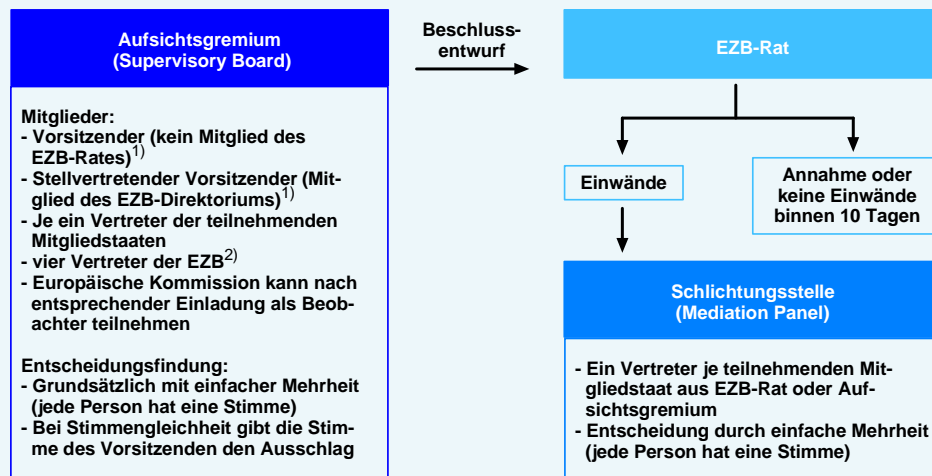 Aufsichtsgremium
(Supervisory Board)
Mitglieder:
- Vorsitzender (kein Mitglied des
EZB-Rates)1)
- Stellvertretender Vorsitzender (Mit-
glied des EZB-Direktoriums)1)
- Je ein Vertreter der teilnehmenden
Mitgliedstaaten
- vier Vertreter der EZB2)
- Europäische Kommission kann nach
entsprechender Einladung als Beob-
achter teilnehmen
Entscheidungsfindung:
- Grundsätzlich mit einfacher Mehrheit
(jede Person hat eine Stimme)
- Bei Stimmengleichheit gibt die Stim-
me des Vorsitzenden den Ausschlag
Beschluss-
entwurf
EZB-Rat
Einwände
Annahme oder
keine Einwände
binnen 10 Tagen
Schlichtungsstelle
(Mediation Panel)
- Ein Vertreter je teilnehmenden Mit-
gliedstaat aus EZB-Rat oder Auf-
sichtsgremium
- Entscheidung durch einfache Mehrheit
(jede Person hat eine Stimme)